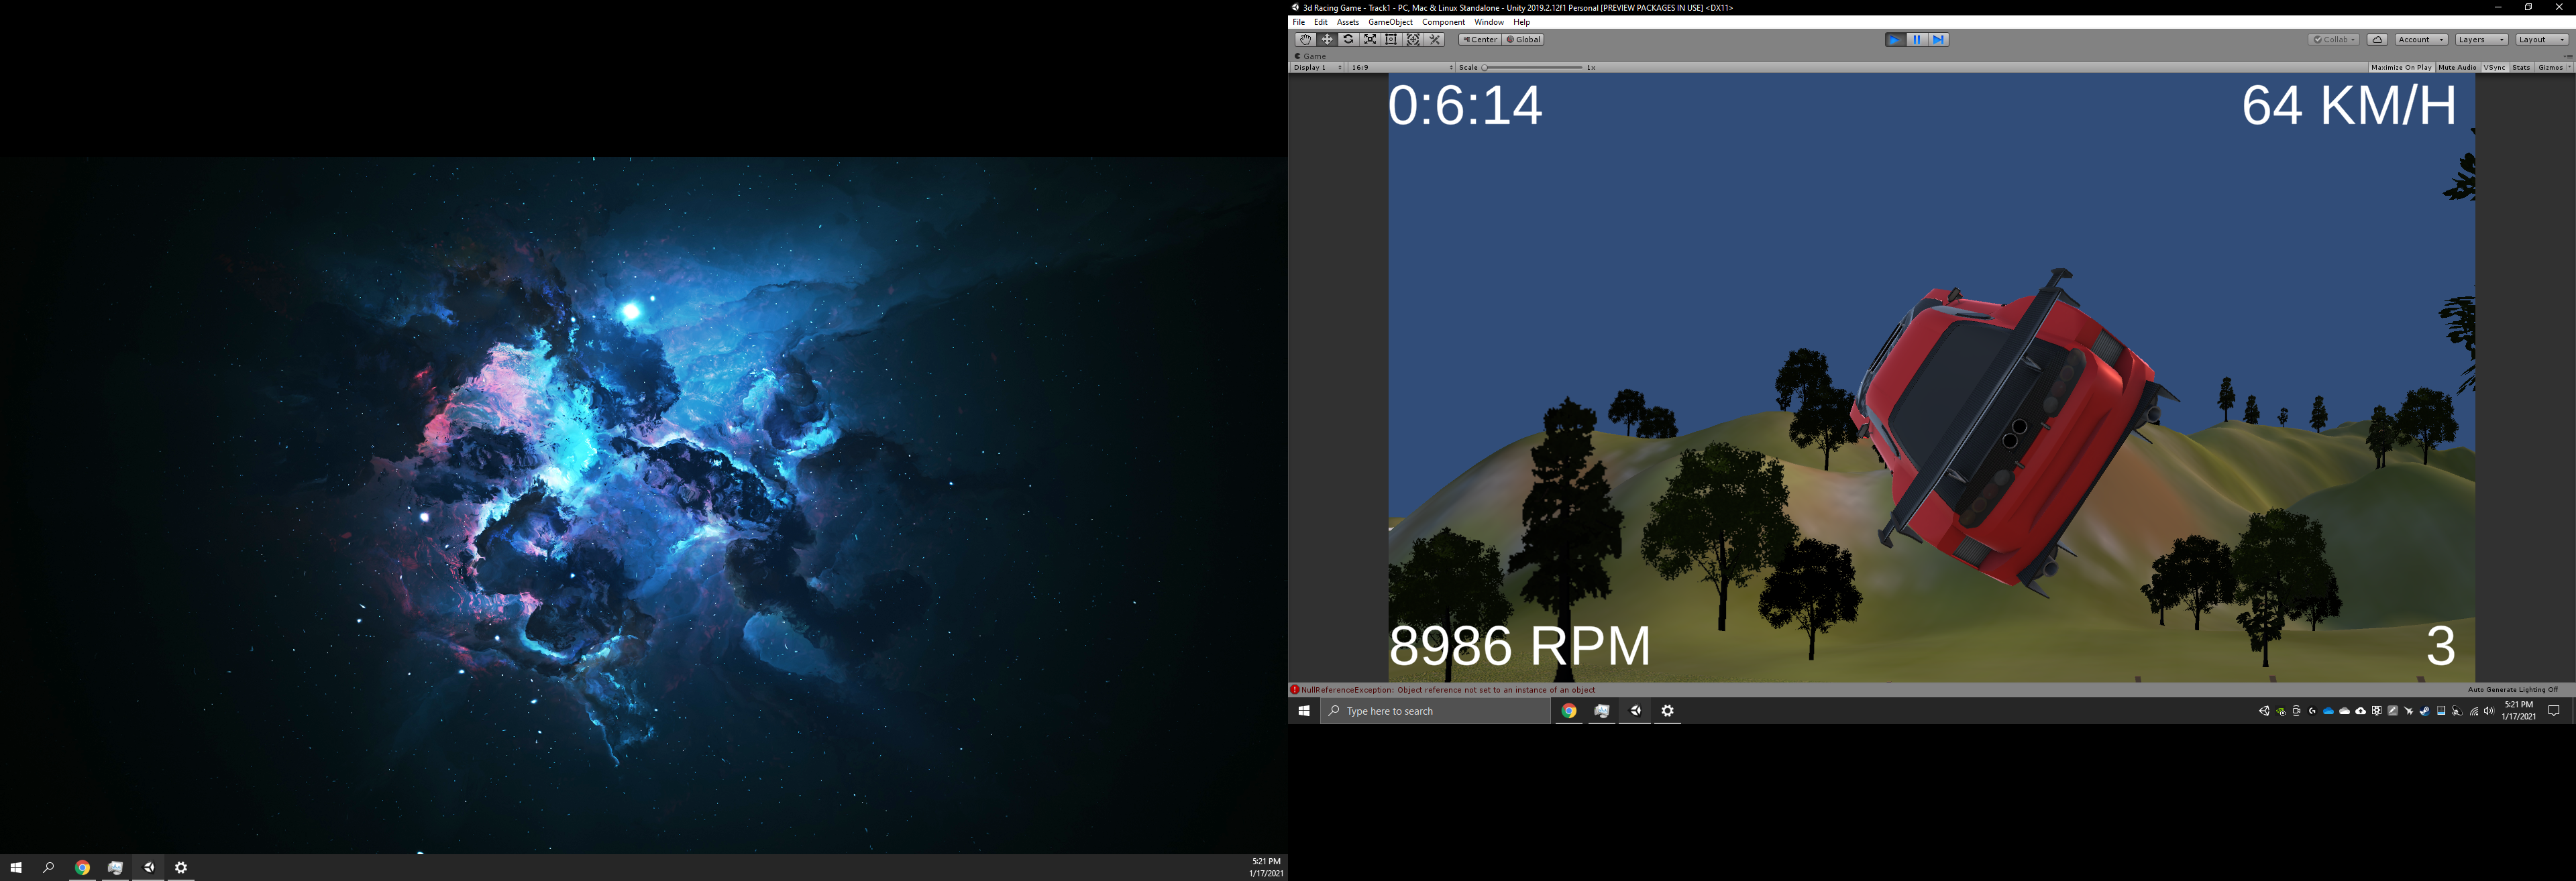 3d Racing Game - Track1 - PC, Mac & Linux Standalone - Unity 2019.2.12f1 Personal [PREVIEW PACKAGES IN USE] <DX11>
File Edit Assets GameObject Component Window Help
Center Global Collab Account Layers Layout
Game
Display 1 16:9 Scale 1x Maximize On Play Mute Audio VSync Stats Gizmos
0:6:14 64 KM/H
8986 RPM 3
NullReferenceException: Object reference not set to an instance of an object Auto Generate Lighting Off
Type here to search 5:21 PM
1/17/2021
5:21 PM
1/17/2021